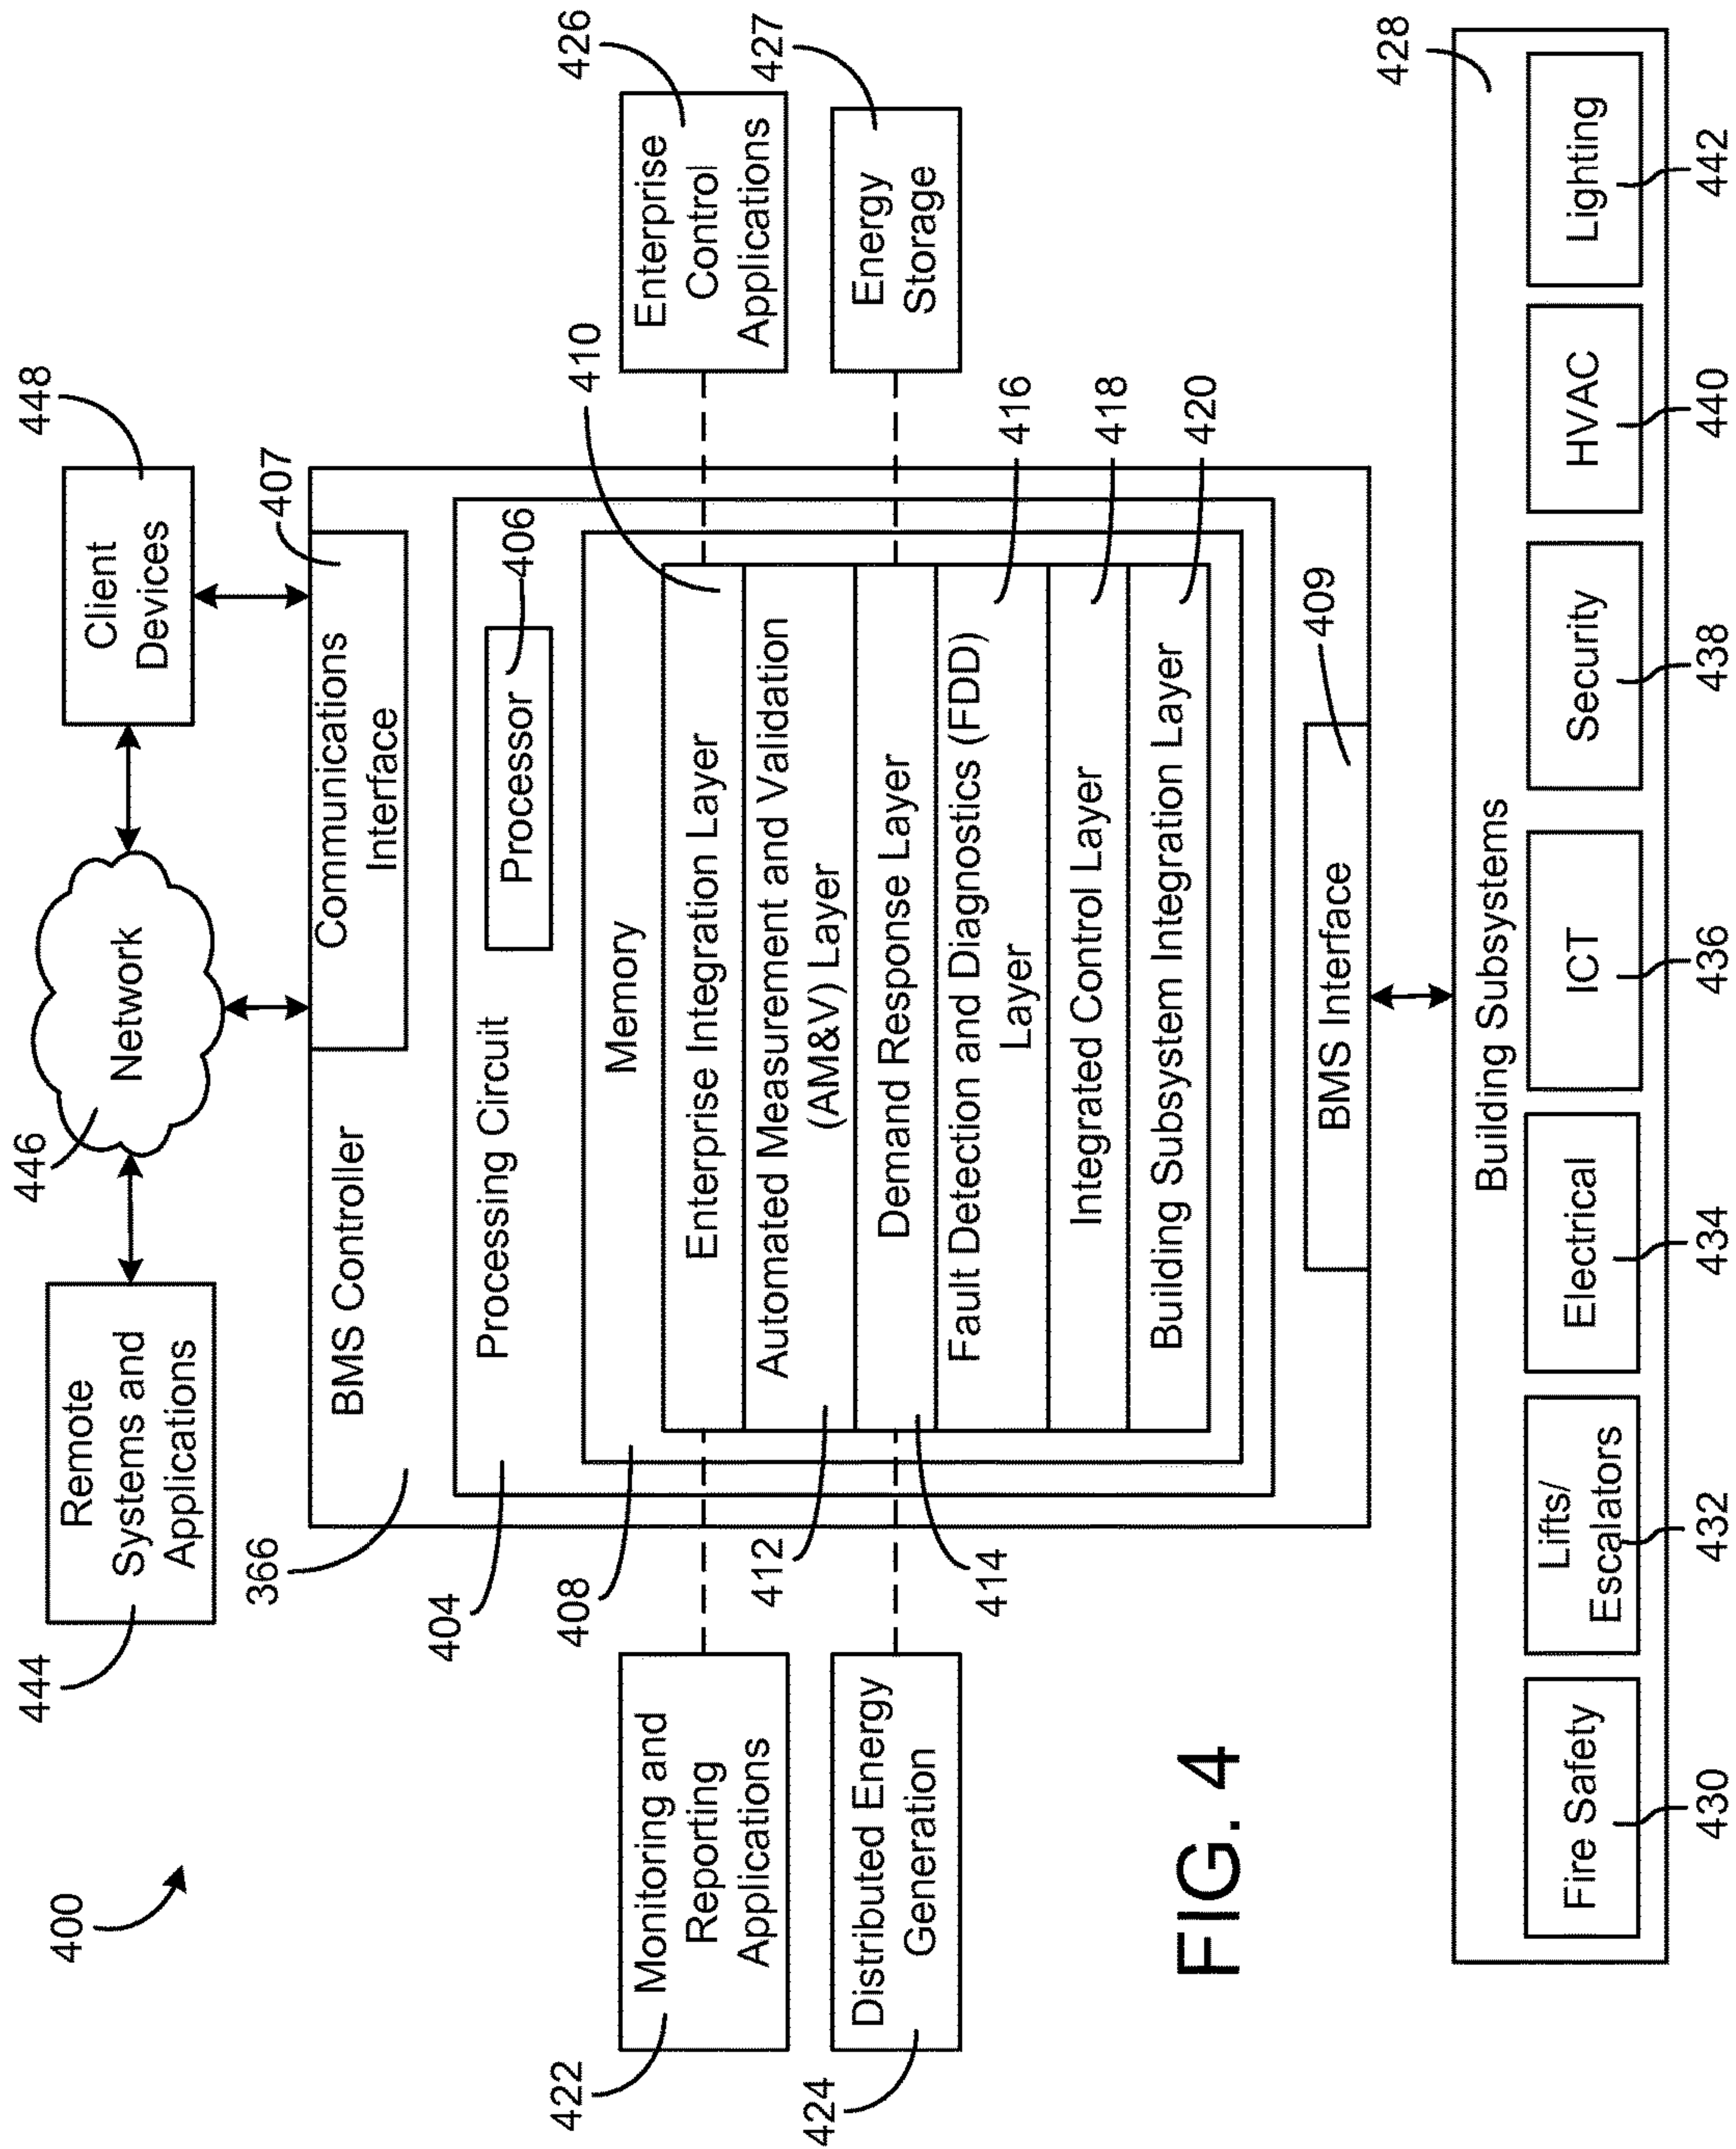 400
444
Remote
Systems and
Applications
446
Network
448
Client
Devices
366
BMS Controller
407
Communications
Interface
404
Processing Circuit
Processor
406
408
Memory
410
Enterprise Integration Layer
412
Automated Measurement and Validation
(AM&V) Layer
414
Demand Response Layer
416
Fault Detection and Diagnostics (FDD)
Layer
418
Integrated Control Layer
420
Building Subsystem Integration Layer
409
BMS Interface
422
Monitoring and
Reporting
Applications
424
Distributed Energy
Generation
426
Enterprise
Control
Applications
427
Energy
Storage
428
Building Subsystems
Fire Safety
Lifts/
Escalators
Electrical
ICT
Security
HVAC
Lighting
430
432
434
436
438
440
442
FIG. 4